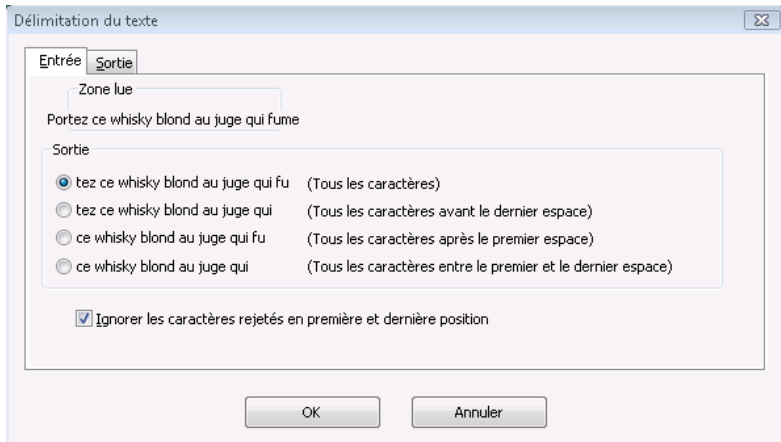 Délimitation du texte
Entrée Sortie
Zone lue
Portez ce whisky blond au juge qui fume
Sortie
tez ce whisky blond au juge qui fu (Tous les caractères)
tez ce whisky blond au juge qui (Tous les caractères avant le dernier espace)
ce whisky blond au juge qui fu (Tous les caractères après le premier espace)
ce whisky blond au juge qui (Tous les caractères entre le premier et le dernier espace)
Ignorer les caractères rejetés en première et dernière position
OK Annuler